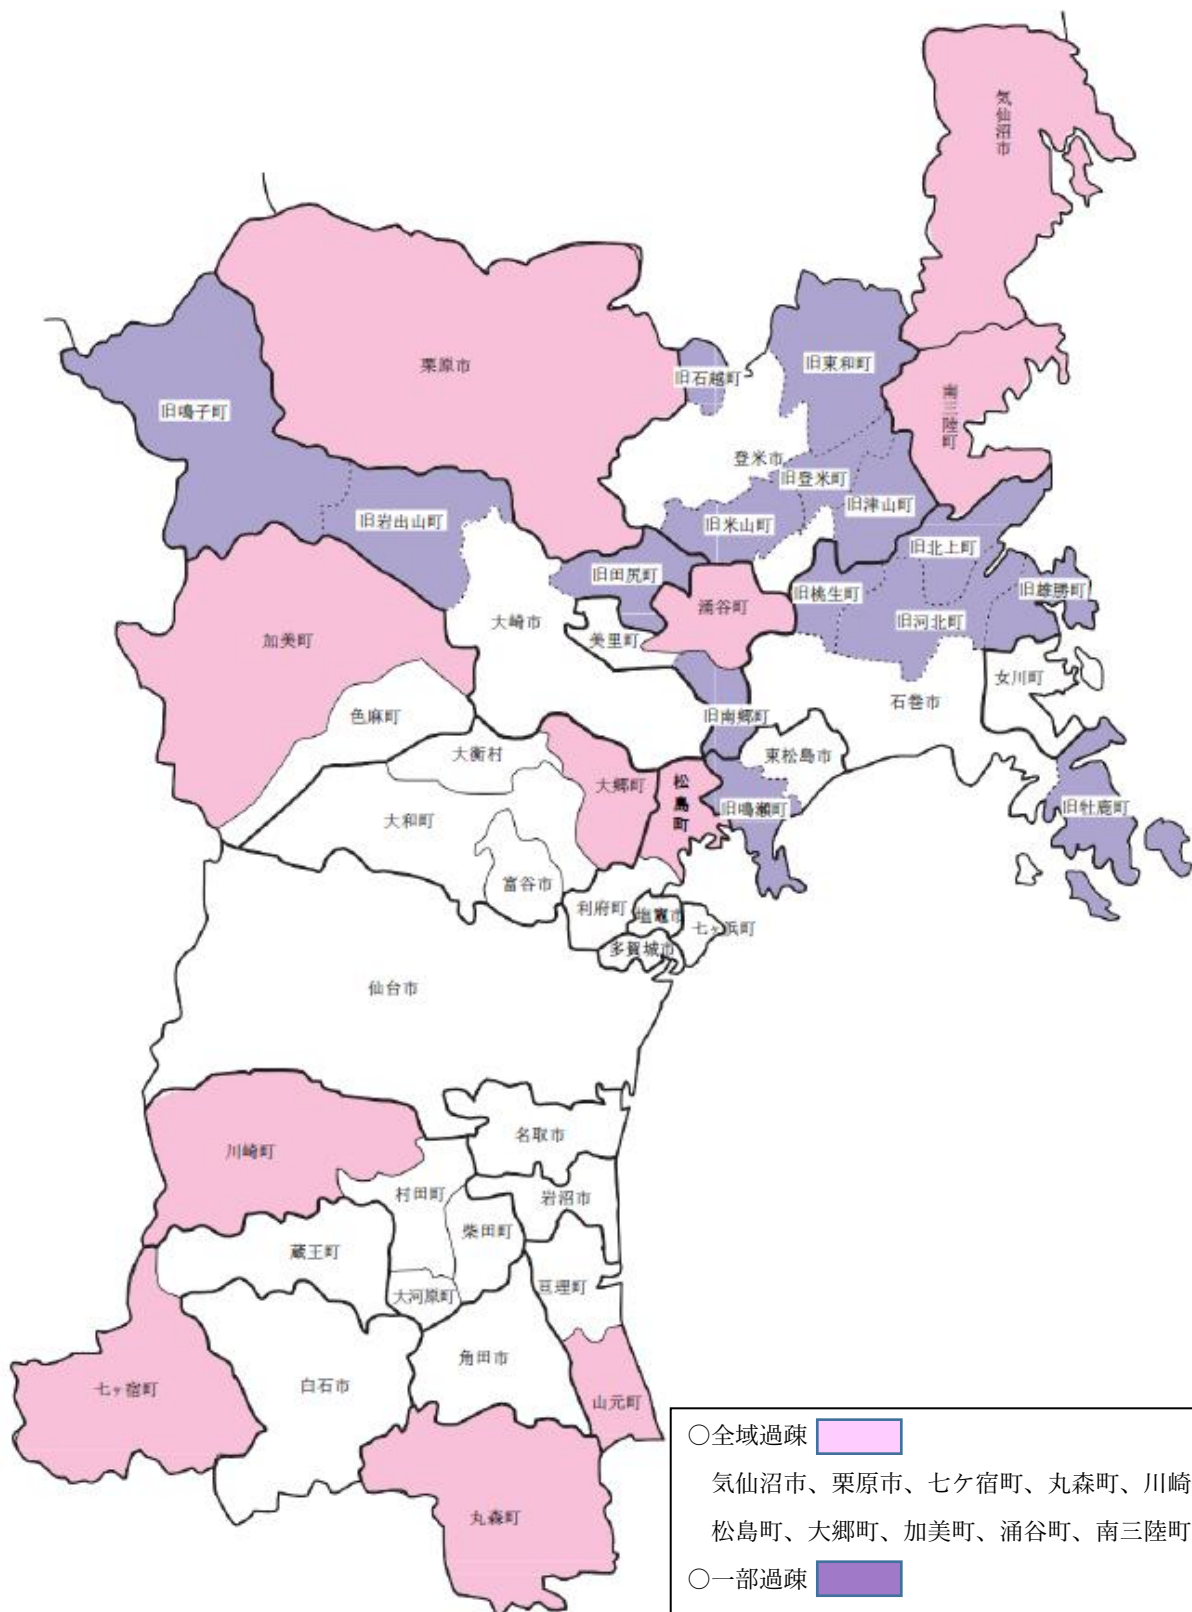 気仙沼市
栗原市
旧石越町
旧東和町
旧鳴子町
南三陸町
登米市
旧登米町
旧津山町
旧岩出山町
旧米山町
旧北上町
旧田尻町
旧桃生町
旧雄勝町
涌谷町
旧河北町
大崎市
美里町
加美町
女川町
石巻市
色麻町
旧南郷町
大衡村
東松島市
大郷町
松島町
旧鳴瀬町
旧牡鹿町
大和町
富谷市
利府町
塩竈市
七ヶ浜町
多賀城市
仙台市
名取市
川崎町
村田町
岩沼市
柴田町
蔵王町
亘理町
大河原町
角田市
白石市
七ヶ宿町
山元町
丸森町
○全域過疎
気仙沼市、栗原市、七ケ宿町、丸森町、川崎
松島町、大郷町、加美町、涌谷町、南三陸町
○一部過疎